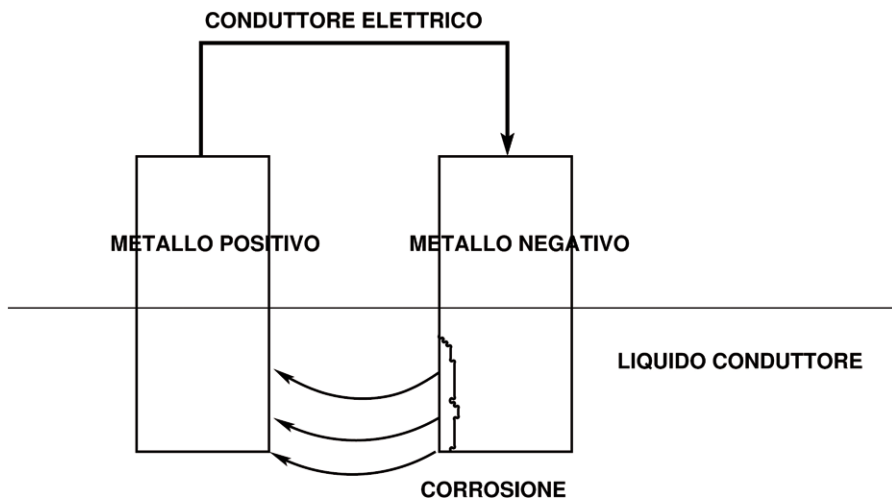 CONDUTTORE ELETTRICO
METALLO POSITIVO
METALLO NEGATIVO
LIQUIDO CONDUTTORE
CORROSIONE